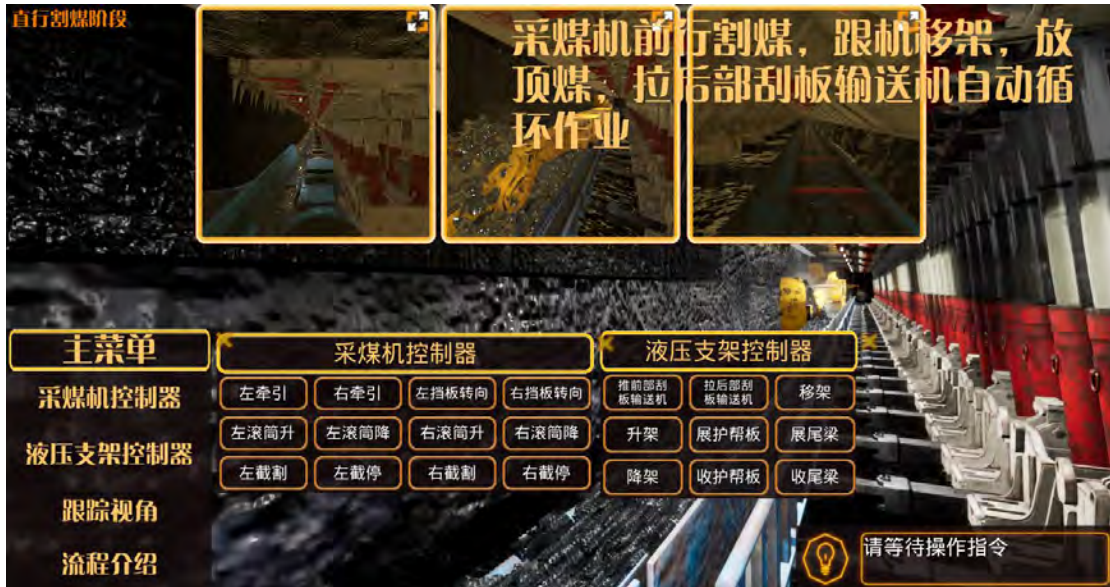 直行割煤阶段
采煤机前行割煤，跟机移架，放
顶煤，拉后部刮板输送机自动循
环作业
主菜单
采煤机控制器
液压支架控制器
跟踪视角
流程介绍
采煤机控制器
左牵引 右牵引 左挡板转向 右挡板转向
左滚筒升 左滚筒降 右滚筒升 右滚筒降
左截割 左截停 右截割 右截停
液压支架控制器
推前部刮
板输送机
拉后部刮
板输送机
移架
升架 展护帮板 展尾梁
降架 收护帮板 收尾梁
请等待操作指令